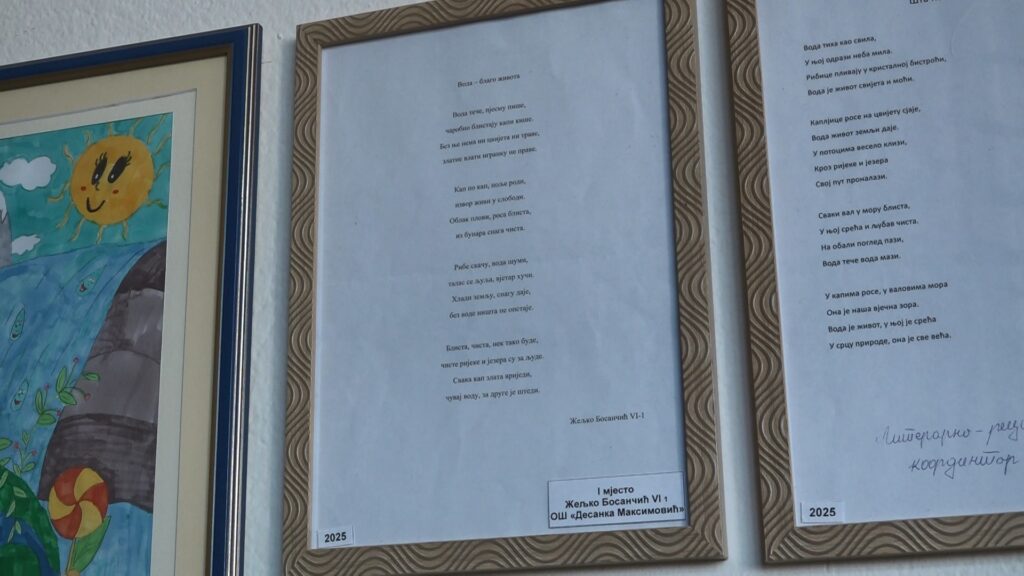 Вода – благо живота
Вода тече, пјесму пише,
чаробно блистају капи кише.
Без ње нема ни цвијета ни траве,
златне влати игранку не праве.
Кап по кап, поље роди,
извор живи у слободи.
Облак плови, роса блиста,
из бунара снага чиста.
Рибе скачу, вода шуми,
талас се љуља, вјетар хучи.
Хлади земљу, снагу даје,
без воде ништа не опстаје.
Блиста, чиста, нек тако буде,
чисте ријеке и језера су за људе.
Свака кап злата вриједи,
чувај воду, за друге је штеди.
Жељко Босанчић VI-1
I мјесто
Жељко Босанчић VI 1
ОШ «Десанка Максимовић»
2025
Вода тиха као свила,
У њој одрази неба мила.
Рибице пливају у кристалној бистроћи,
Вода је живот свијета и моћи.
Капљице росе на цвијету сјаје,
Вода живот земљи даје.
У потоцима весело клизи,
Кроз ријеке и језера
Свој пут проналази.
Сваки вал у мору блиста,
У њој срећа и љубав чиста.
На обали поглед пази,
Вода тече вода мази.
У капима росе, у валовима мора
Она је наша вјечна зора.
Вода је живот, у њој је срећа
У срцу природе, она је све већа.
Литерарно-
координатор
2025